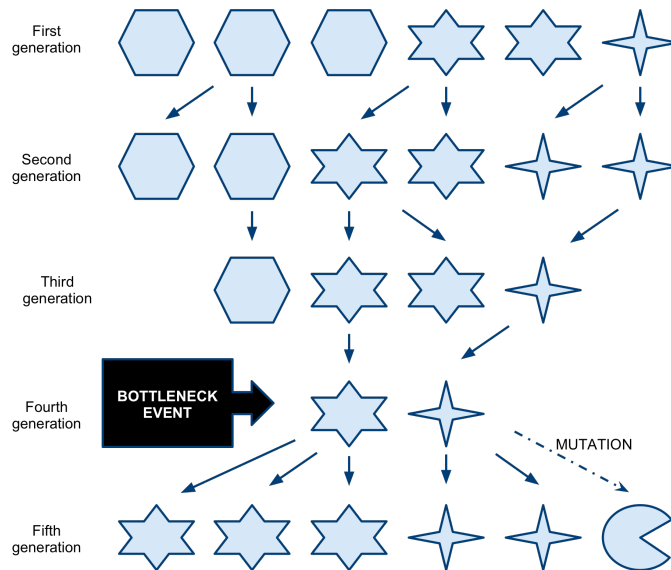 First
generation
Second
generation
Third
generation
BOTTLENECK
EVENT
Fourth
generation
MUTATION
Fifth
generation